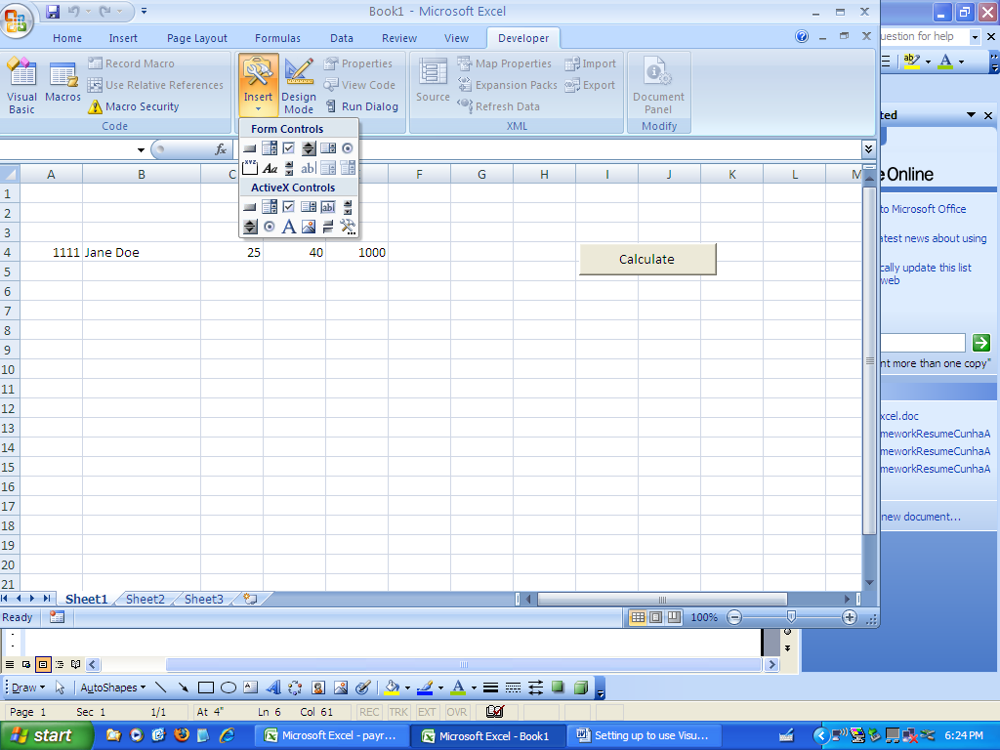 Book1 - Microsoft Excel
Home Insert Page Layout Formulas Data Review View Developer
uestion for help
Visual Basic
Macros
Record Macro
Use Relative References
Macro Security
Code
Insert
Design Mode
Properties
View Code
Run Dialog
Source
Map Properties
Expansion Packs
Refresh Data
Import
Export
XML
Document Panel
Modify
Form Controls
XYZ
Aa
ab
ActiveX Controls
ab
A
fx
A B C F G H I J K L M
1
2
3
4 1111 Jane Doe 25 40 1000 Calculate
5
6
7
8
9
10
11
12
13
14
15
16
17
18
19
20
21
Sheet1 Sheet2 Sheet3
Ready 100%
ab A
ted
e Online
to Microsoft Office
atest news about using
cally update this list
web
nt more than one copy"
xcel.doc
meworkResumeCunhaA
meworkResumeCunhaA
meworkResumeCunhaA
new document...
Draw AutoShapes A A
Page 1 Sec 1 1/1 At 4" Ln 6 Col 61 REC TRK EXT OVR
start Microsoft Excel - payr... Microsoft Excel - Book1 Setting up to use Visu... 6:24 PM